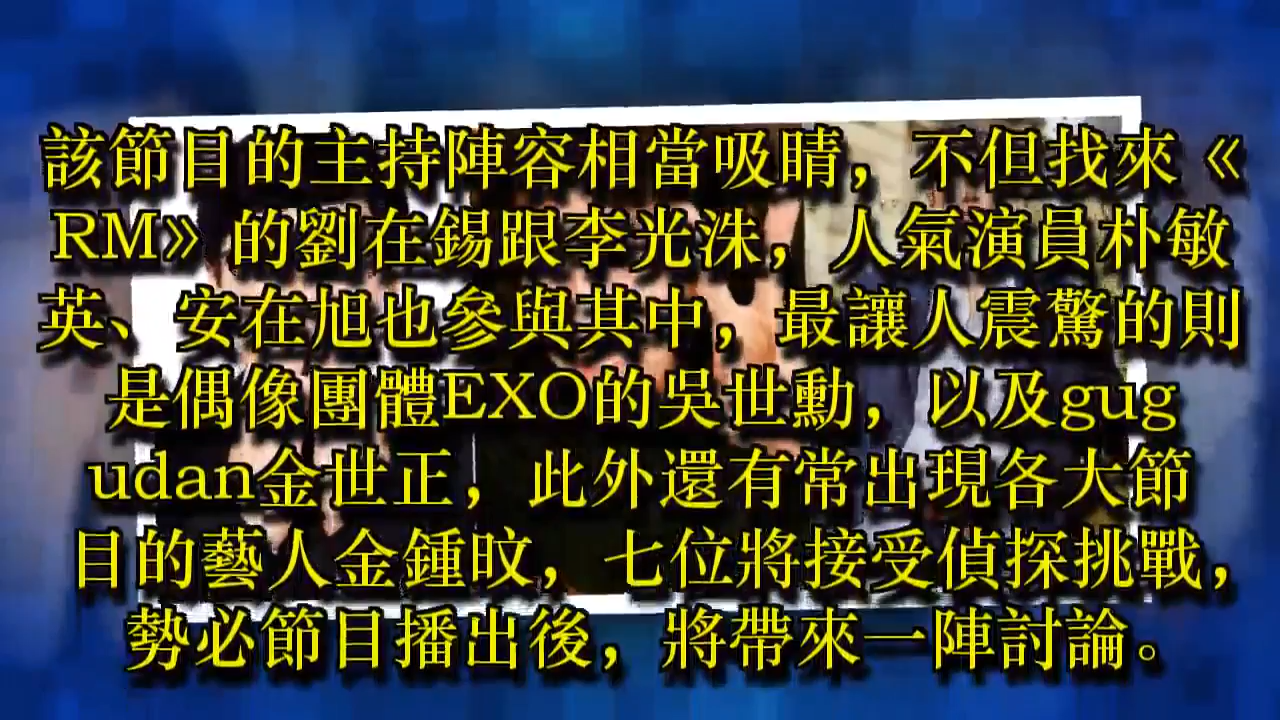 該節目的主持陣容相當吸睛，不但找來《
RM》的劉在錫跟李光洙，人氣演員朴敏
英、安在旭也參與其中，最讓人震驚的則
是偶像團體EXO的吳世勳，以及gug
udan金世正，此外還有常出現各大節
目的藝人金鍾旼，七位將接受偵探挑戰，
勢必節目播出後，將帶來一陣討論。